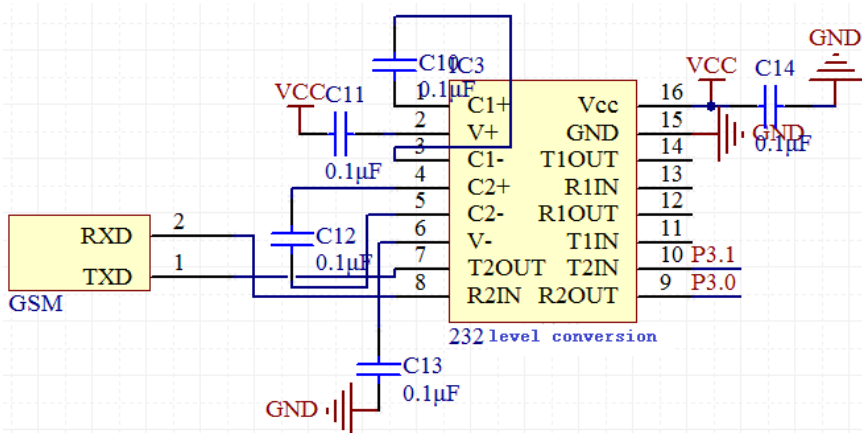 GND
C10 IC3
VCC C14
VCC C11
0.1μF
1 C1+ Vcc 16
2 V+ GND 15
GND
0.1μF
3 C1- T1OUT 14
0.1μF
4 C2+ R1IN 13
5 C2- R1OUT 12
RXD 2
C12
6 V- T1IN 11
0.1μF
TXD 1
7 T2OUT T2IN 10 P3.1
8 R2IN R2OUT 9 P3.0
GSM
232 level conversion
C13
0.1μF
GND